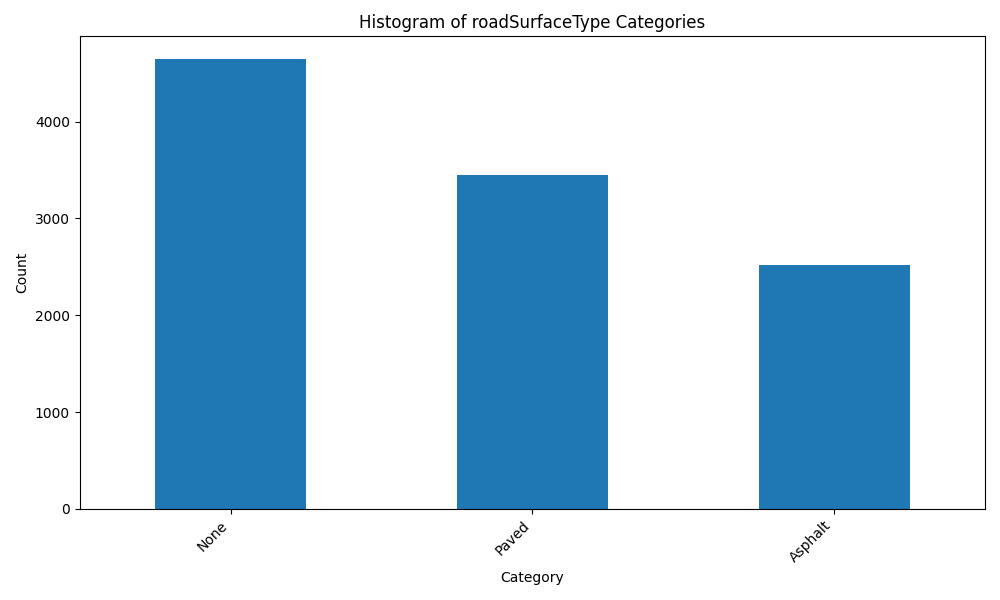 Histogram of roadSurfaceType Categories
Count
4000
3000
2000
1000
0
None
Paved
Asphalt
Category